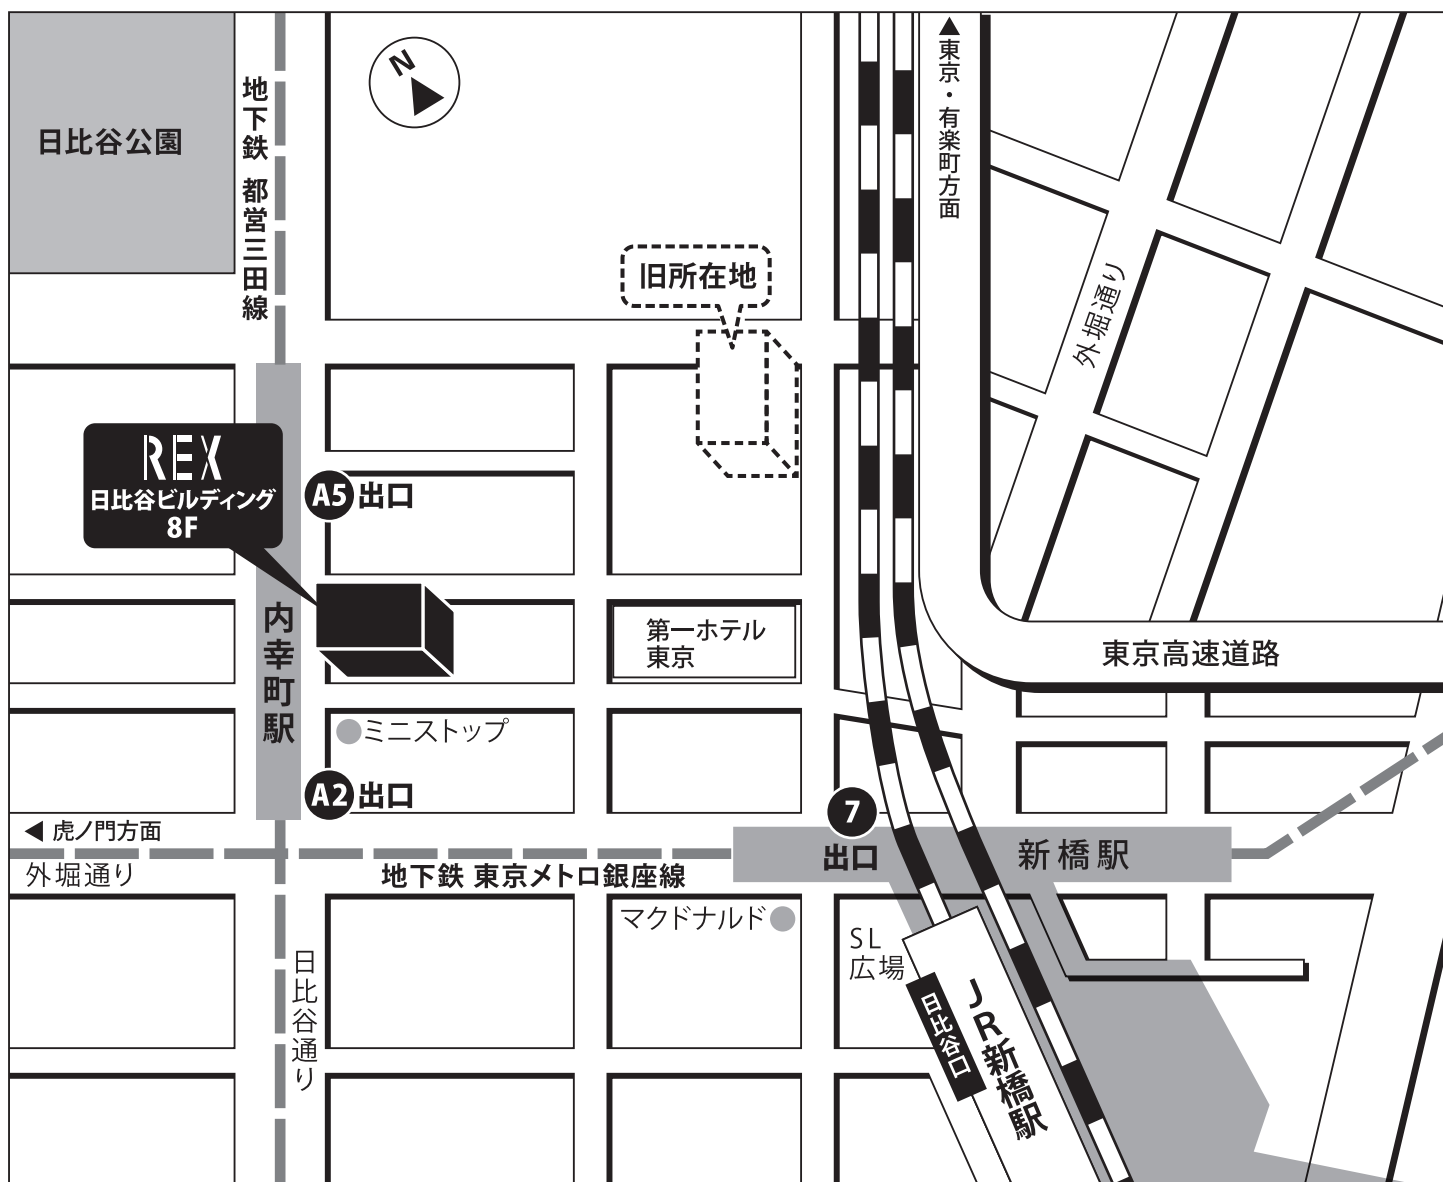 N
▲東京・有楽町方面
地下鉄 都営三田線
日比谷公園
旧所在地
外堀通り
REX
日比谷ビルディング
8F
A5 出口
内幸町駅
第一ホテル
東京
東京高速道路
ミニストップ
A2 出口
7
出口
新橋駅
◀ 虎ノ門方面
外堀通り
地下鉄 東京メトロ銀座線
マクドナルド
SL
広場
日比谷通り
日比谷口
JR新橋駅